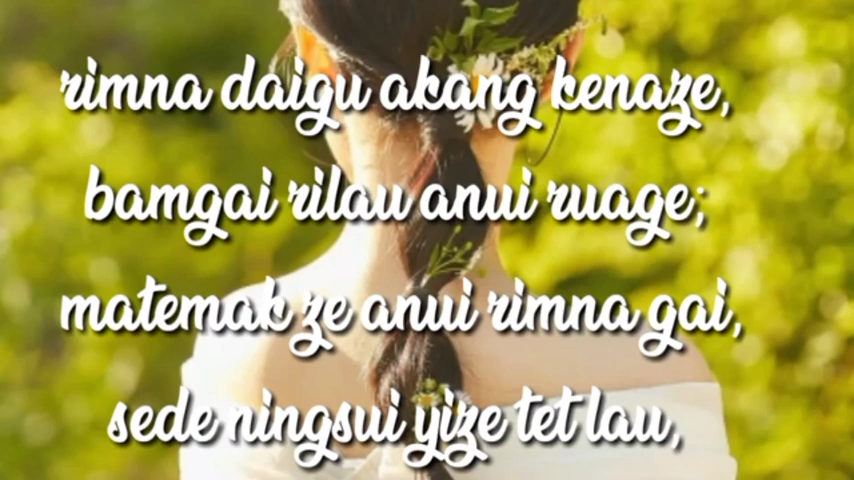 rimna daigu akang kenaze,
bamgai rilau anui ruage;
matemak ze anui rimna gai,
sede ningsui yize tet lau,